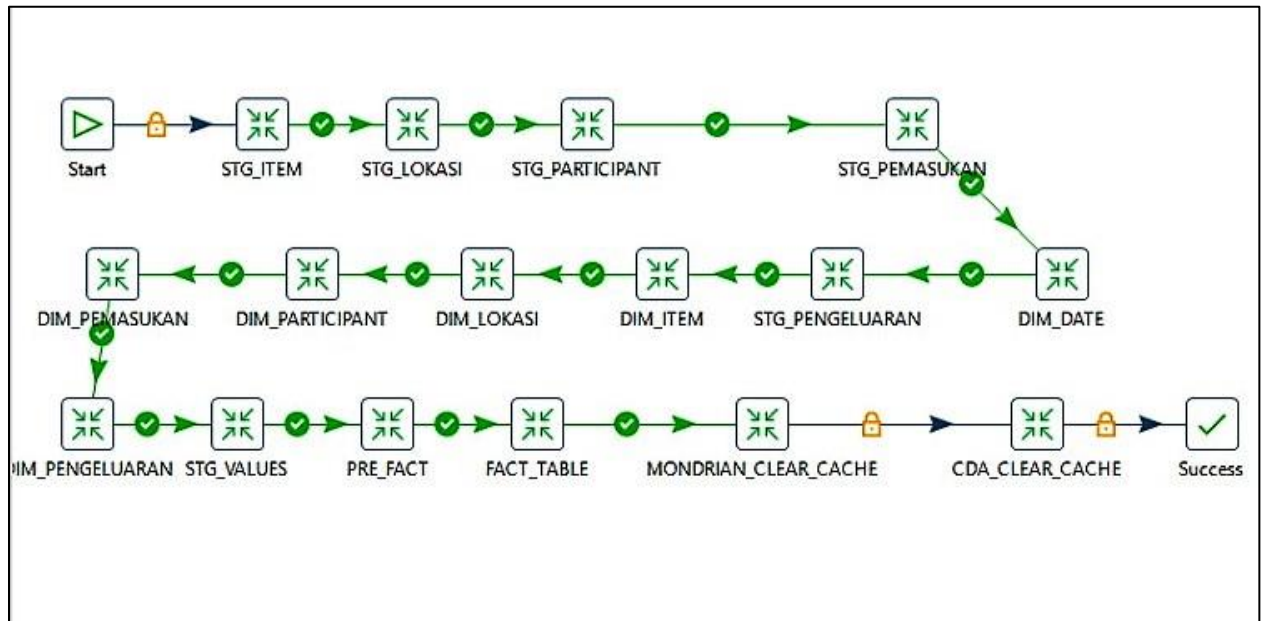 Start
STG_ITEM
STG_LOKASI
STG_PARTICIPANT
STG_PEMASUKAN
DIM_PEMASUKAN
DIM_PARTICIPANT
DIM_LOKASI
DIM_ITEM
STG_PENGELUARAN
DIM_DATE
DIM_PENGELUARAN
STG_VALUES
PRE_FACT
FACT_TABLE
MONDRIAN_CLEAR_CACHE
CDA_CLEAR_CACHE
Success